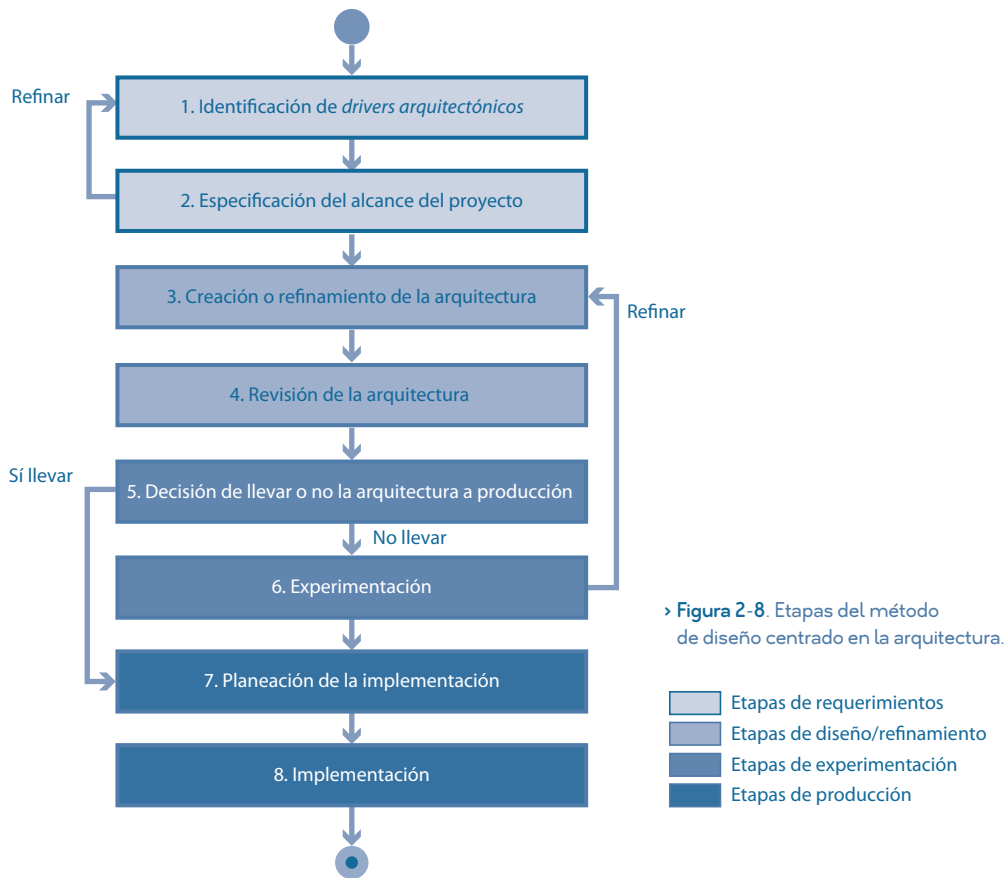 Refinar
1. Identificación de drivers arquitectónicos
2. Especificación del alcance del proyecto
3. Creación o refinamiento de la arquitectura
Refinar
4. Revisión de la arquitectura
Sí llevar
5. Decisión de llevar o no la arquitectura a producción
No llevar
6. Experimentación
› Figura 2-8. Etapas del método
de diseño centrado en la arquitectura.
7. Planeación de la implementación
8. Implementación
Etapas de requerimientos
Etapas de diseño/refinamiento
Etapas de experimentación
Etapas de producción